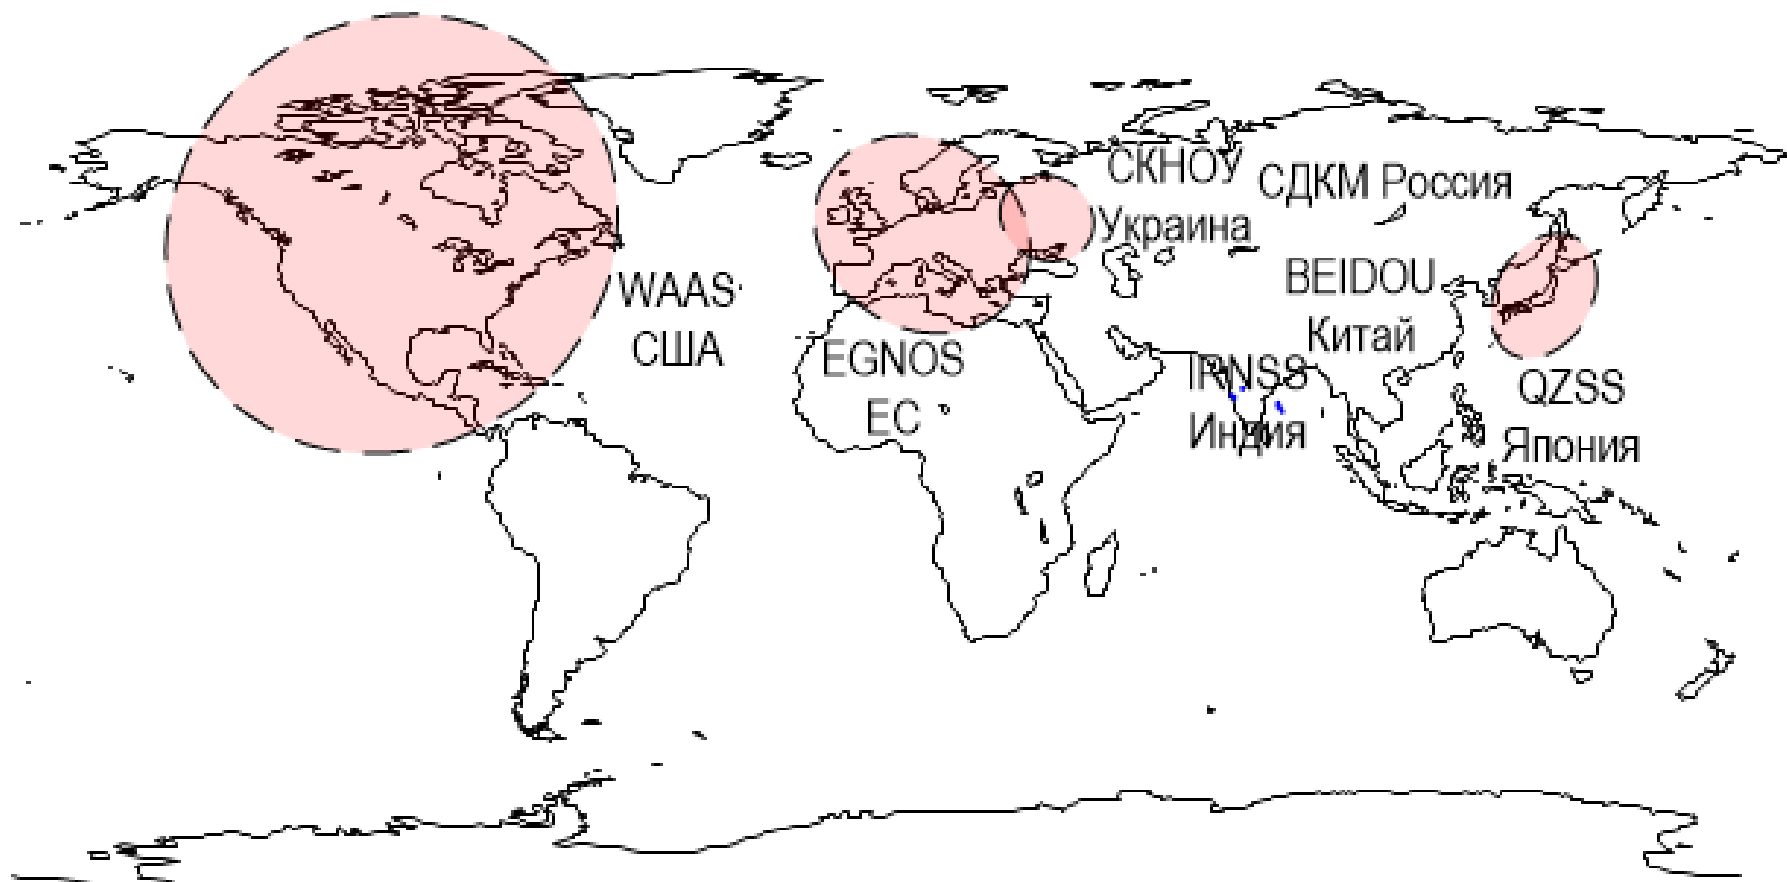 СКНОУ
Украина
СДКМ Россия
WAAS
США
BEIDOU
Китай
EGNOS
ЕС
IRNSS
Индия
QZSS
Япония